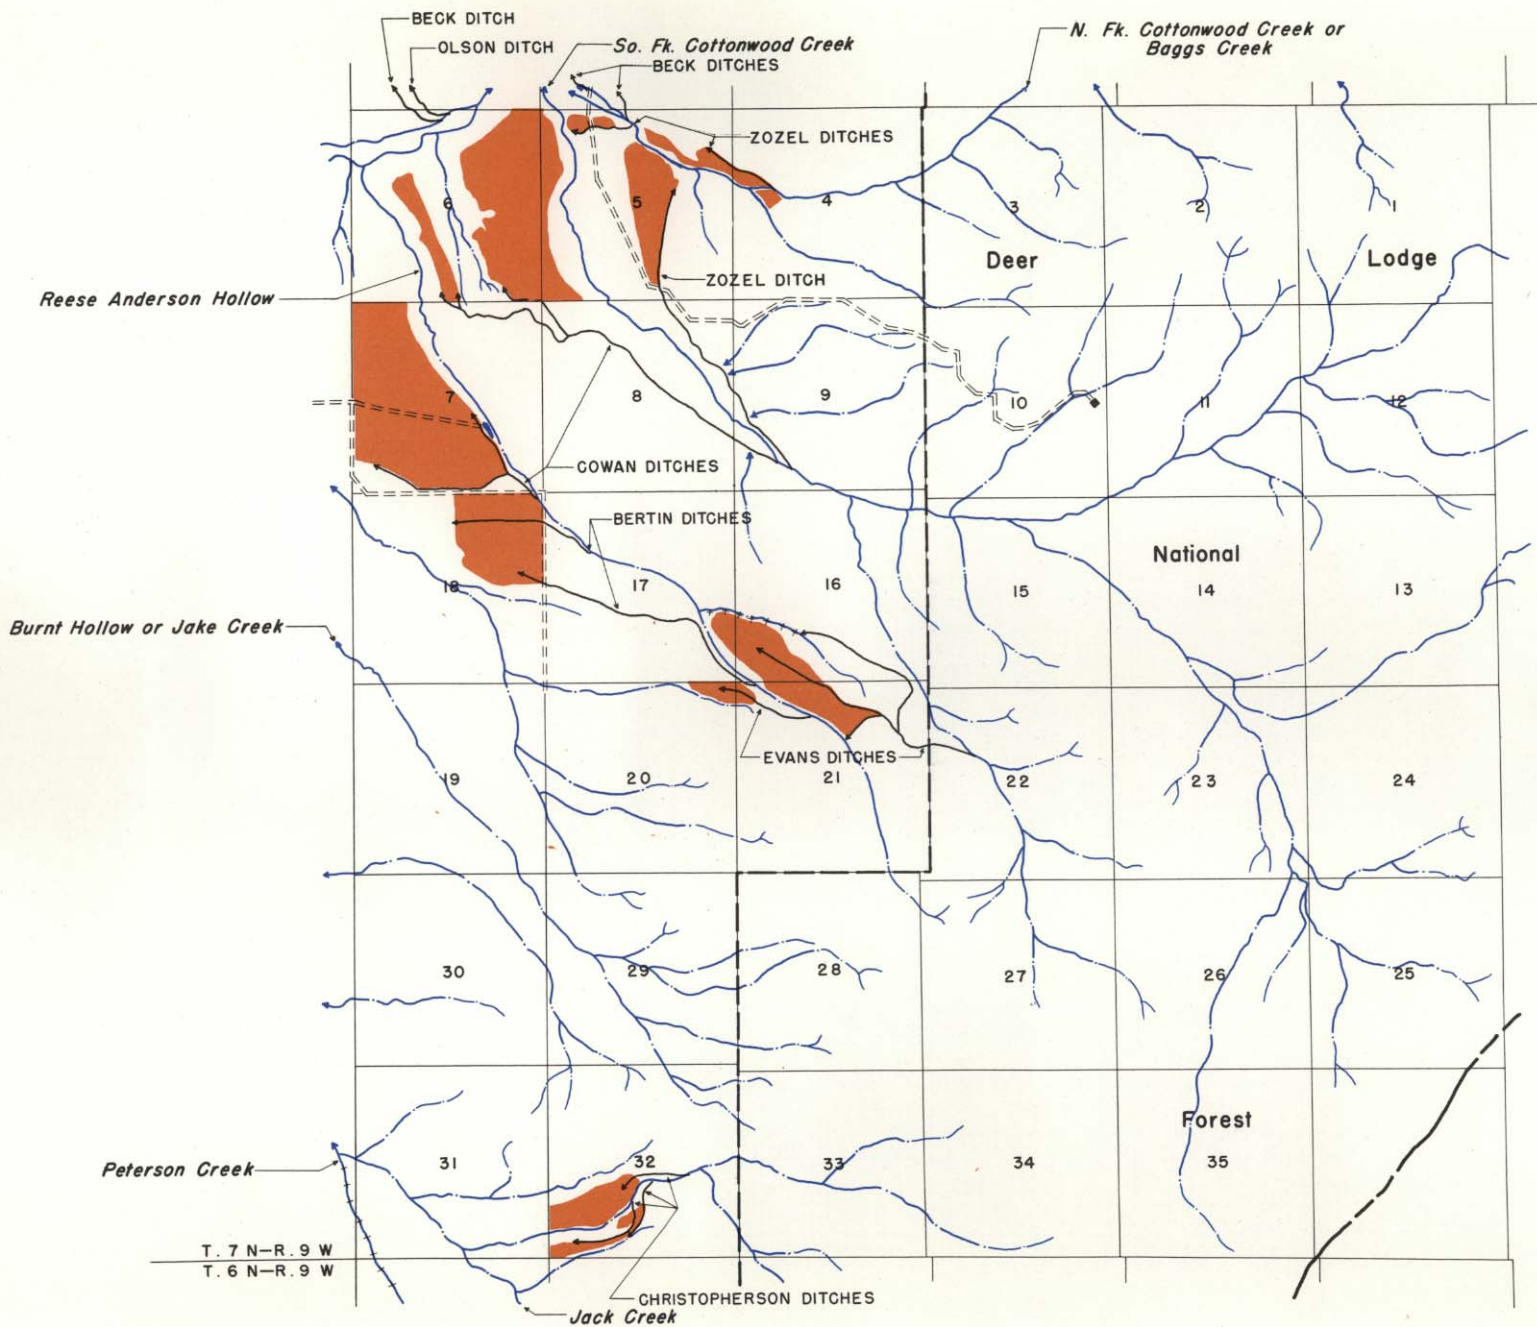 BECK DITCH
OLSON DITCH
So. Fk. Cottonwood Creek
BECK DITCHES
N. Fk. Cottonwood Creek or
Baggs Creek
ZOZEL DITCHES
6
5
4
3
2
1
Deer
Lodge
ZOZEL DITCH
Reese Anderson Hollow
7
8
9
10
11
12
COWAN DITCHES
BERTIN DITCHES
National
18
17
16
15
14
13
Burnt Hollow or Jake Creek
EVANS DITCHES
19
20
21
22
23
24
30
29
28
27
26
25
Forest
Peterson Creek
31
32
33
34
35
T. 7 N-R. 9 W
T. 6 N-R. 9 W
CHRISTOPHERSON DITCHES
Jack Creek